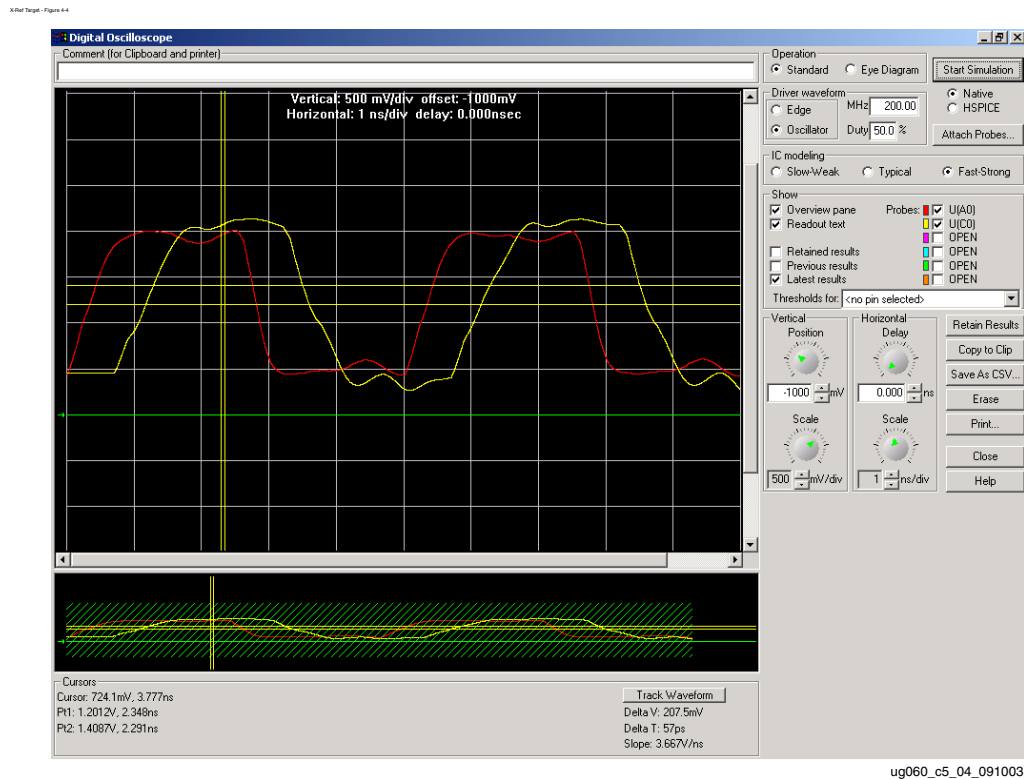 X-Ref Target - Figure 4-4
Digital Oscilloscope
Comment (for Clipboard and printer)
Vertical: 500 mV/div offset: -1000mV
Horizontal: 1 ns/div delay: 0.000nsec
Operation
Standard Eye Diagram
Start Simulation
Driver waveform
Edge
Oscillator
MHz 200.00
Duty 50.0 %
Native
HSPICE
Attach Probes...
IC modeling
Slow-Weak Typical Fast-Strong
Show
Overview pane
Readout text
Retained results
Previous results
Latest results
Probes: U(A0)
U(C0)
OPEN
OPEN
OPEN
OPEN
Thresholds for: <no pin selected>
Vertical
Position
-1000 mV
Scale
500 mV/div
Horizontal
Delay
0.000 ns
Scale
1 ns/div
Retain Results
Copy to Clip
Save As CSV...
Erase
Print...
Close
Help
Cursors
Cursor: 724.1mV, 3.777ns
Pt1: 1.2012V, 2.348ns
Pt2: 1.4087V, 2.291ns
Track Waveform
Delta V: 207.5mV
Delta T: 57ps
Slope: 3.667V/ns
ug060_c5_04_091003